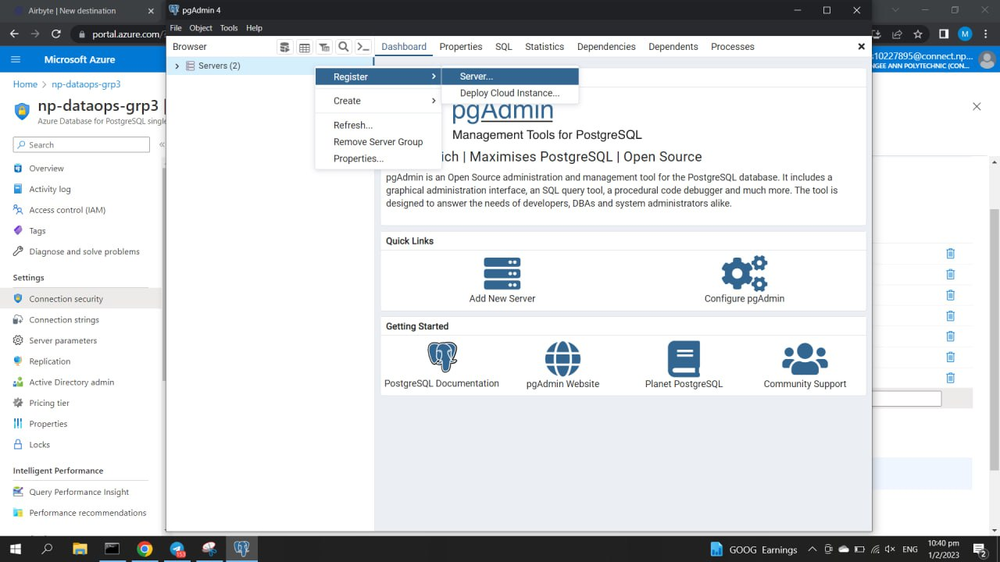 Airbyte | New destination
pgAdmin 4
portal.azure.com/
File Object Tools Help
Browser
Dashboard Properties SQL Statistics Dependencies Dependents Processes
Servers (2)
Register
Server...
Deploy Cloud Instance...
Create
Refresh...
Remove Server Group
Properties...
pgAdmin
Management Tools for PostgreSQL
ich | Maximises PostgreSQL | Open Source
pgAdmin is an Open Source administration and management tool for the PostgreSQL database. It includes a
graphical administration interface, an SQL query tool, a procedural code debugger and much more. The tool is
designed to answer the needs of developers, DBAs and system administrators alike.
Quick Links
Add New Server
Configure pgAdmin
Getting Started
PostgreSQL Documentation
pgAdmin Website
Planet PostgreSQL
Community Support
Microsoft Azure
10227895@connect.np...
NGEE ANN POLYTECHNIC (CON...
M
Home > np-dataops-grp3
np-dataops-grp3 |
Azure Database for PostgreSQL singl
Search
Overview
Activity log
Access control (IAM)
Tags
Diagnose and solve problems
Settings
Connection security
Connection strings
Server parameters
Replication
Active Directory admin
Pricing tier
Properties
Locks
Intelligent Performance
Query Performance Insight
Performance recommendations
153
GOOG Earnings
ENG
10:40 pm
1/2/2023
2